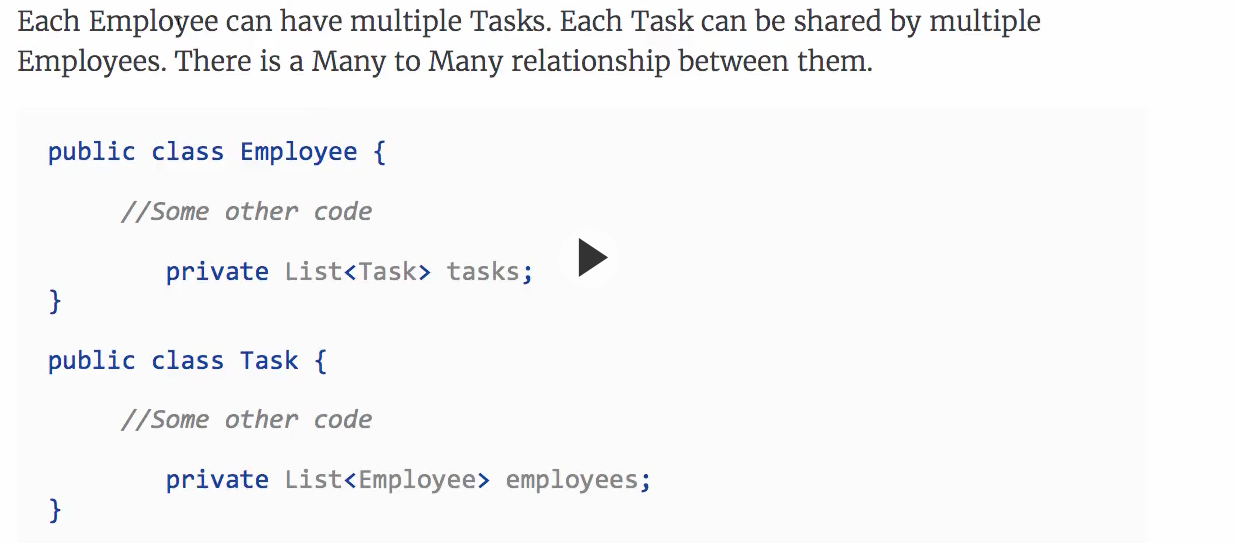 Each Employee can have multiple Tasks. Each Task can be shared by multiple
Employees. There is a Many to Many relationship between them.
public class Employee {
//Some other code
private List<Task> tasks;
}
public class Task {
//Some other code
private List<Employee> employees;
}